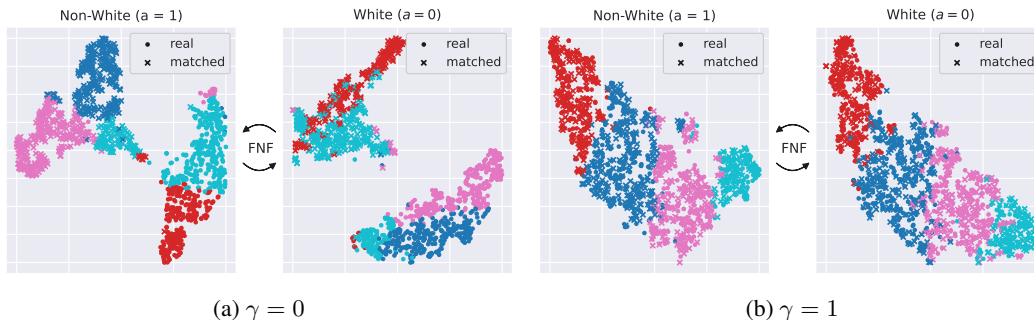 Non-White (a = 1)
White (a = 0)
Non-White (a = 1)
White (a = 0)
real
matched
real
matched
real
matched
real
matched
FNF
FNF
(a) γ = 0
(b) γ = 1